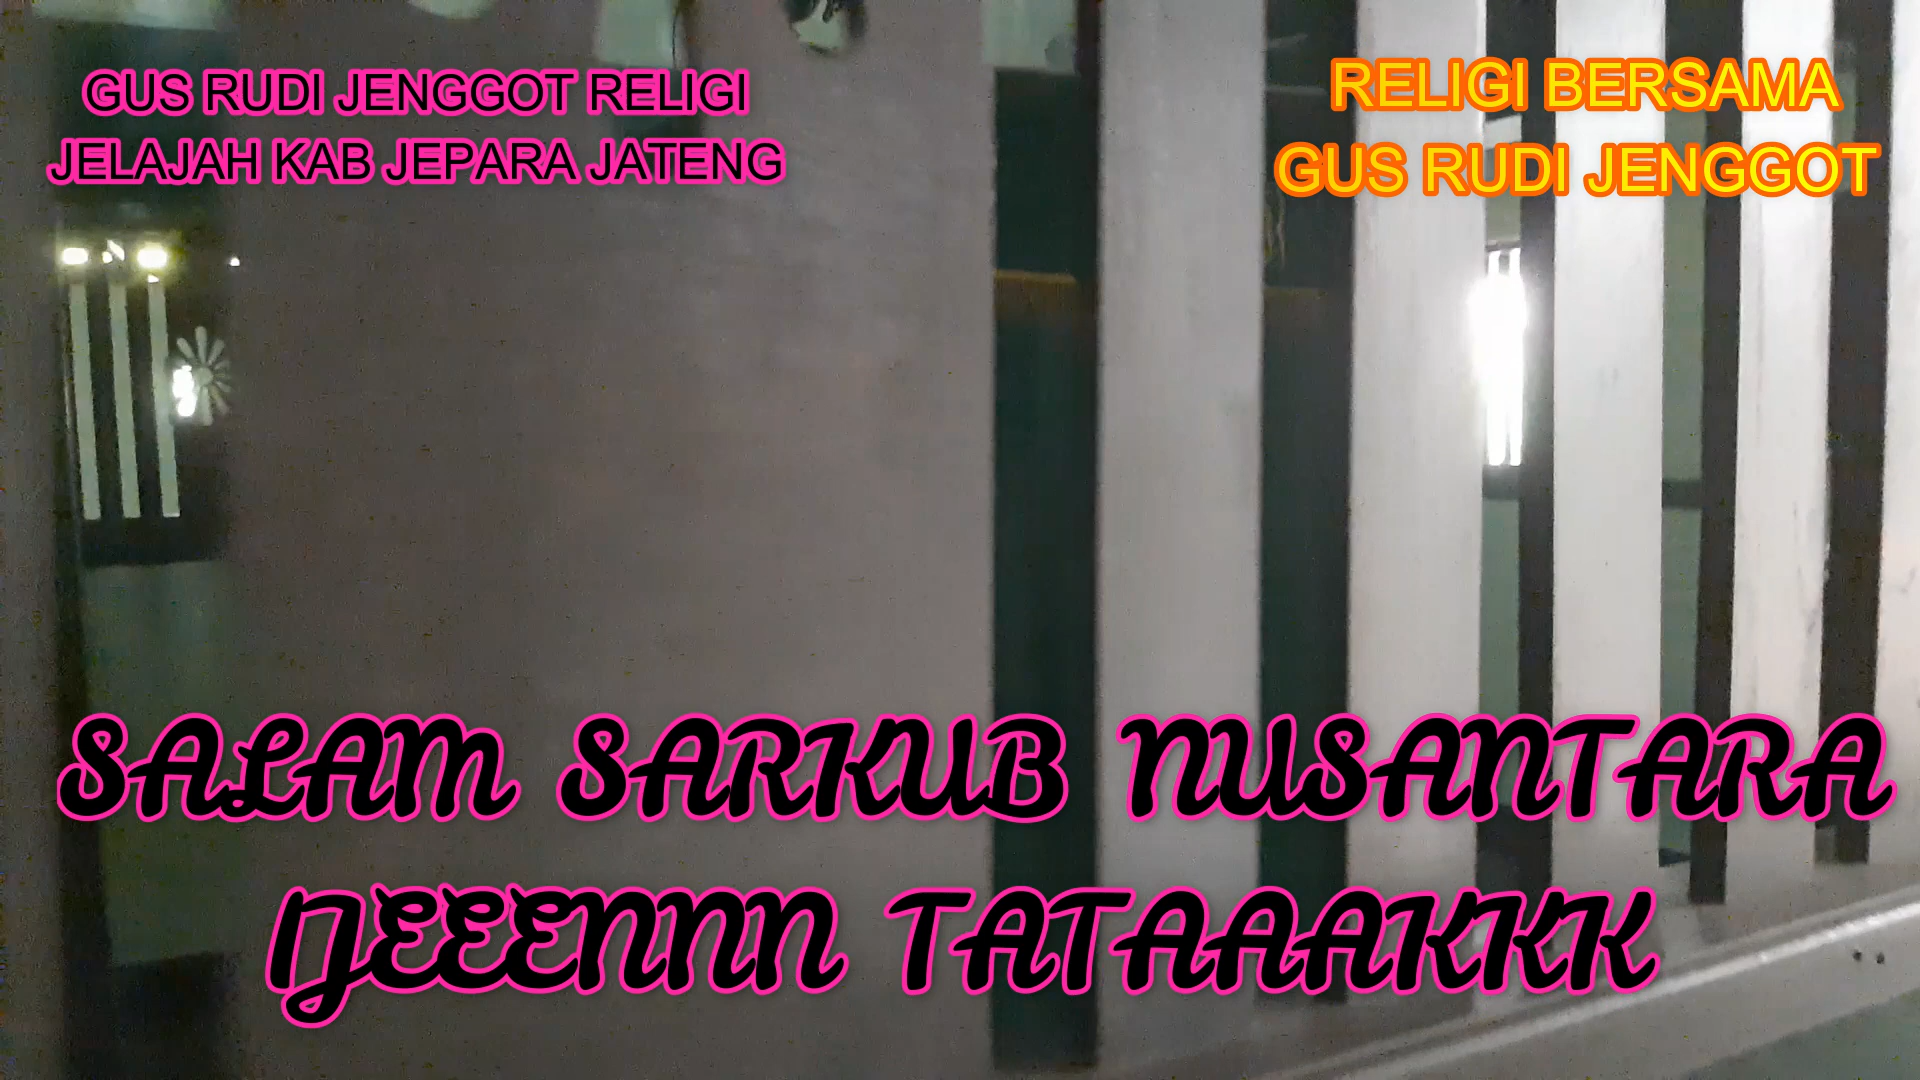 GUS RUDI JENGGOT RELIGI
JELAJAH KAB JEPARA JATENG
RELIGI BERSAMA
GUS RUDI JENGGOT
SALAM SARKUB NUSANTARA
IJEEENNN TATAAAKKK